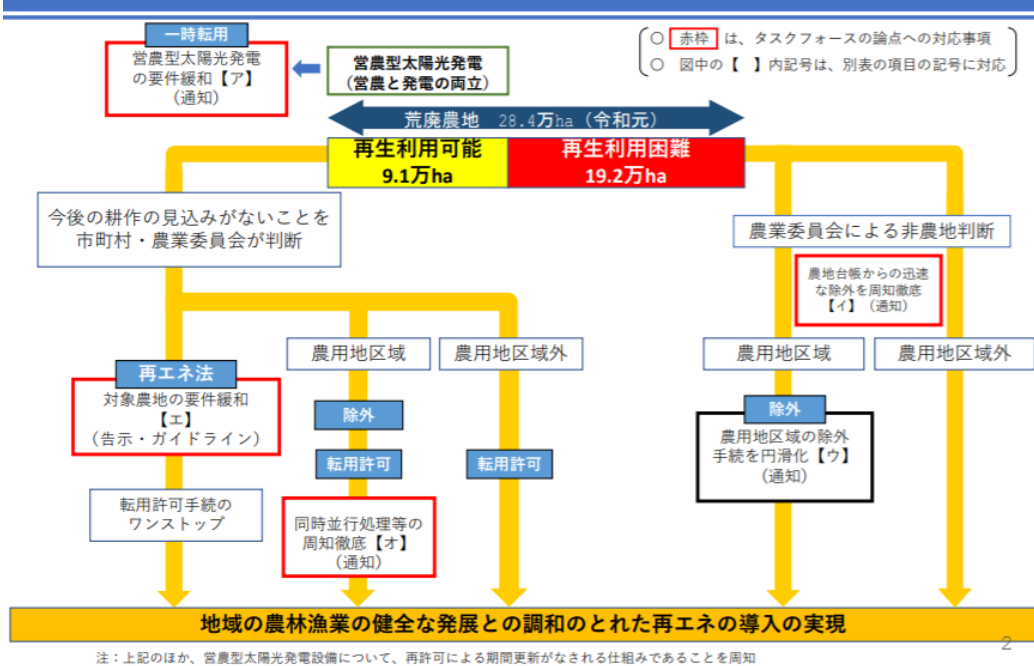 一時転用
営農型太陽光発電
の要件緩和【ア】
(通知)
営農型太陽光発電
(営農と発電の両立)
○ 赤枠 は、タスクフォースの論点への対応事項
○ 図中の【 】内記号は、別表の項目の記号に対応
荒廃農地 28.4万ha(令和元)
再生利用可能
9.1万ha
再生利用困難
19.2万ha
今後の耕作の見込みがないことを
市町村・農業委員会が判断
農業委員会による非農地判断
農地台帳からの迅速
な除外を周知徹底
【イ】(通知)
農用地区域
農用地区域外
農用地区域
農用地区域外
再エネ法
対象農地の要件緩和
【エ】
(告示・ガイドライン)
除外
転用許可
転用許可
除外
農用地区域の除外
手続を円滑化【ウ】
(通知)
転用許可手続の
ワンストップ
同時並行処理等の
周知徹底【オ】
(通知)
地域の農林漁業の健全な発展との調和のとれた再エネの導入の実現
2
注：上記のほか、営農型太陽光発電設備について、再許可による期間更新がなされる仕組みであることを周知